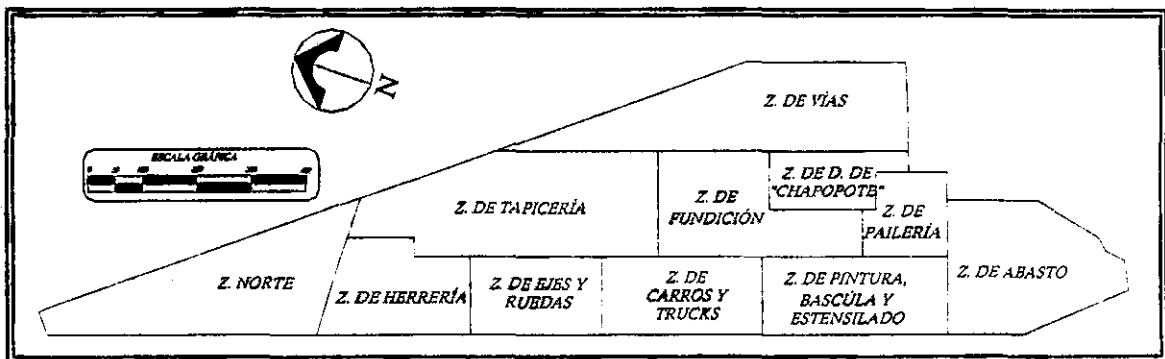 Z. DE VÍAS
N
ESCALA GRÁFICA
Z. DE D. DE
"CHAPOPOTE"
Z. DE TAPICERÍA
Z. DE
FUNDICIÓN
Z. DE
PAILERÍA
Z. NORTE
Z. DE HERRERÍA
Z. DE EJES Y
RUEDAS
Z. DE
CARROS Y
TRUCKS
Z. DE PINTURA,
BASCÚLA Y
ESTENSILADO
Z. DE ABASTO